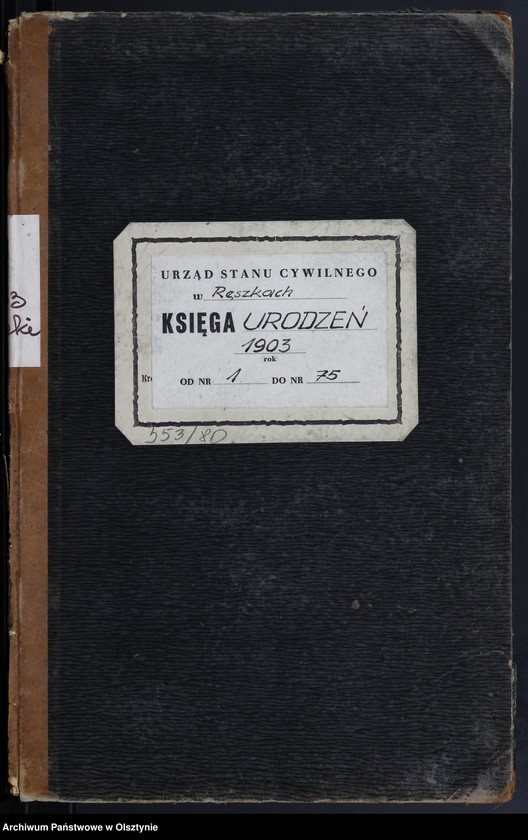 3
URZĄD STANU CYWILNEGO
w Ręszkach
KSIĘGA URODZEŃ
1903
rok
OD NR 1 DO NR 75
553/80
Archiwum Państwowe w Olsztynie